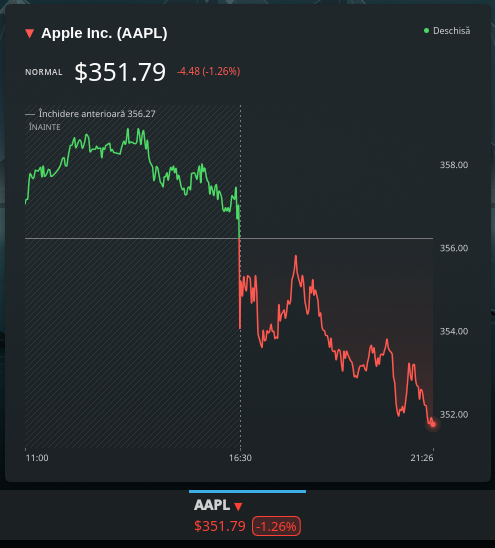 ▼ Apple Inc. (AAPL)
Deschisă
NORMAL $351.79 -4.48 (-1.26%)
Închidere anterioară 356.27
ÎNAINTE
358.00
356.00
354.00
352.00
11:00 16:30 21:26
AAPL ▼
$351.79 -1.26%